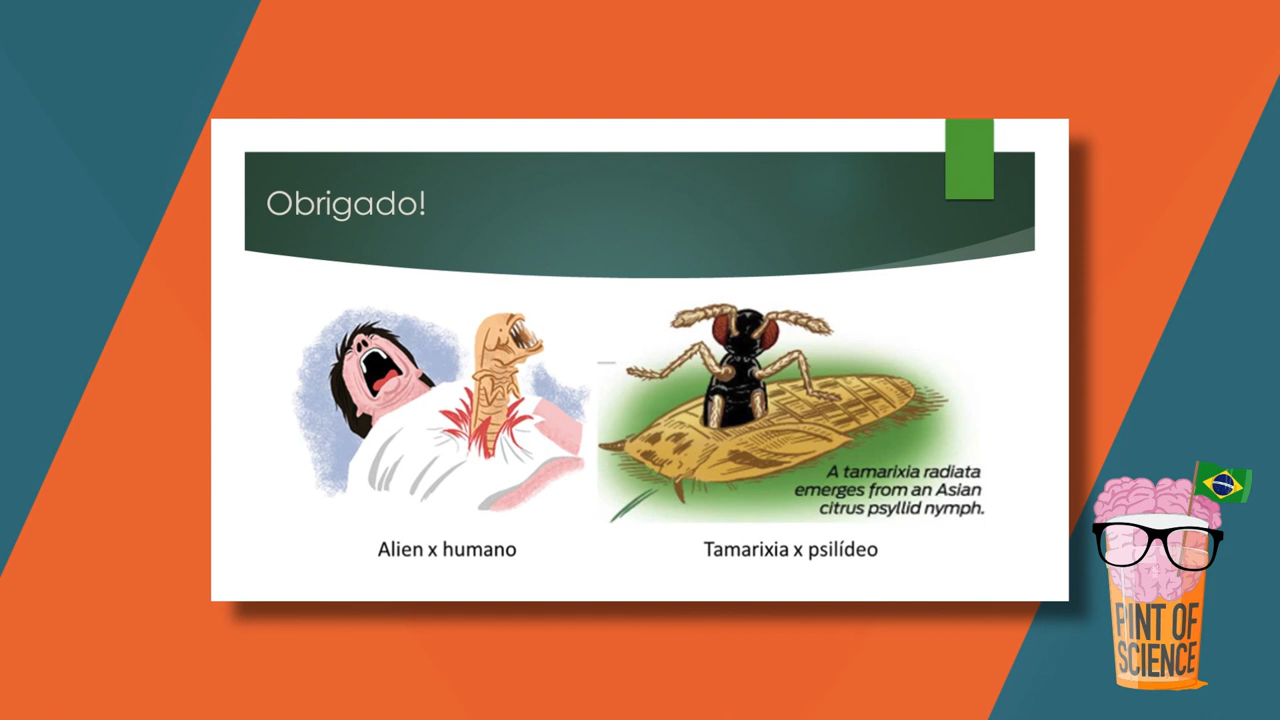 Obrigado!
A tamarixia radiata
emerges from an Asian
citrus psyllid nymph.
Alien x humano
Tamarixia x psilídeo
PINT OF
SCIENCE